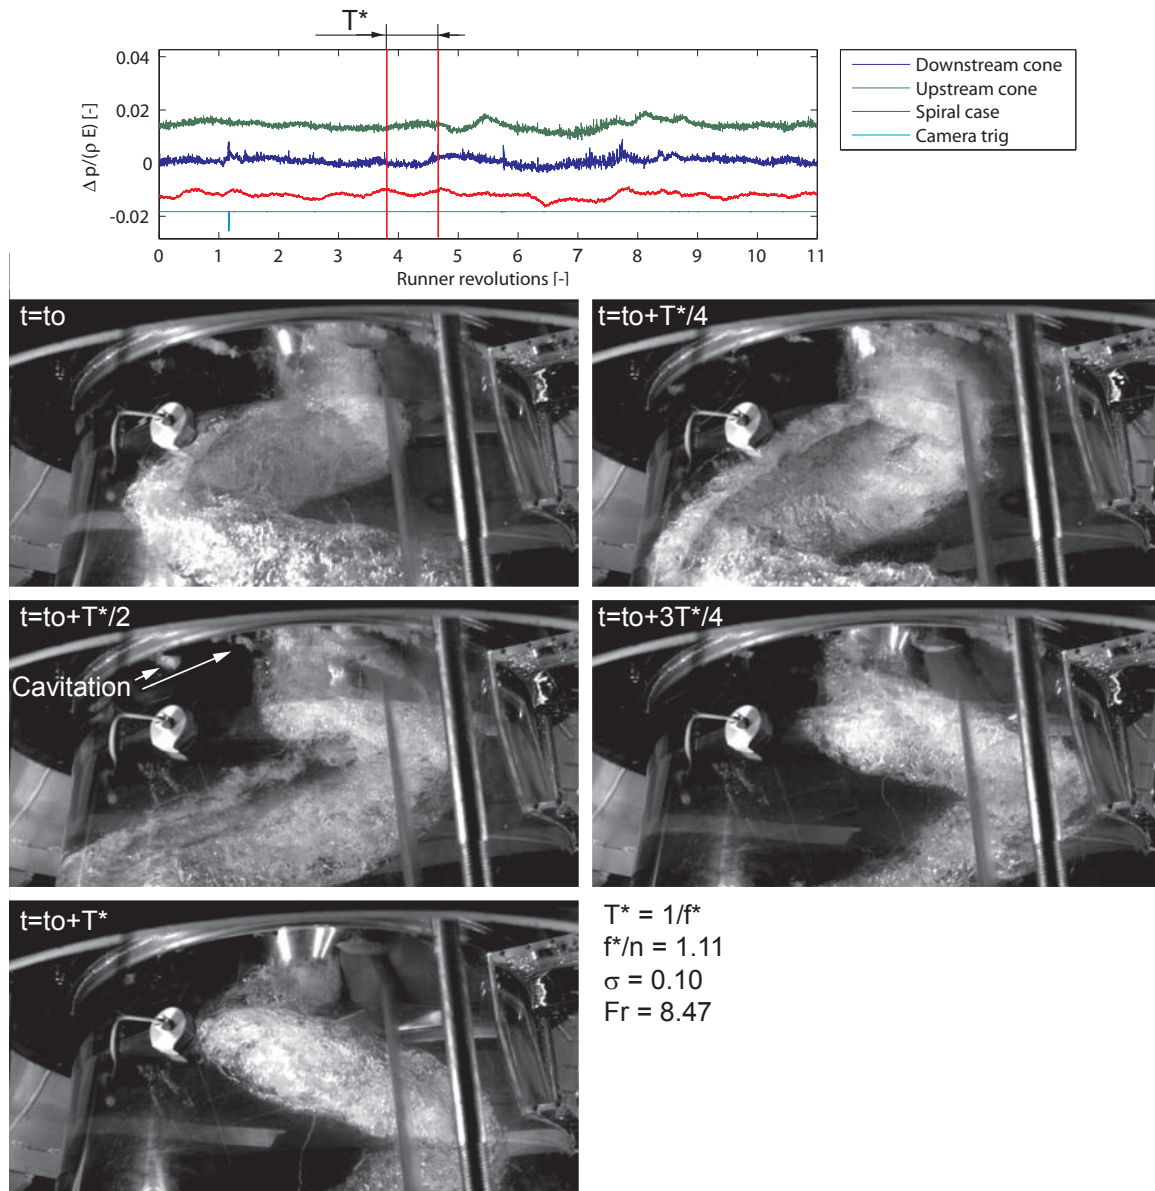 T*
0.04
0.02
0
-0.02
Δ p/(ρ E) [-]
0 1 2 3 4 5 6 7 8 9 10 11
Runner revolutions [-]
Downstream cone
Upstream cone
Spiral case
Camera trig
t=to
t=to+T*/4
t=to+T*/2
Cavitation
t=to+3T*/4
t=to+T*
T* = 1/f*
f*/n = 1.11
σ = 0.10
Fr = 8.47